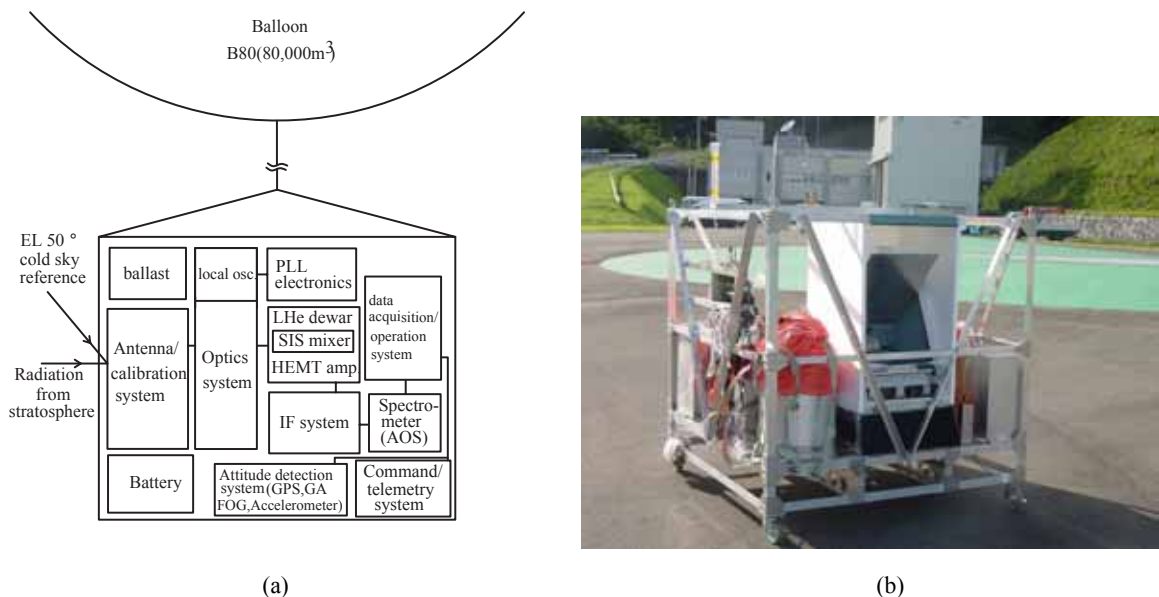 Balloon
B80(80,000m³)
EL 50 °
cold sky
reference
Radiation
from
stratosphere
ballast
local osc.
PLL
electronics
data
acquisition/
operation
system
Antenna/
calibration
system
Optics
system
LHe dewar
SIS mixer
HEMT amp.
IF system
Spectro-
meter
(AOS)
Battery
Attitude detection
system(GPS,GA
FOG,Accelerometer)
Command/
telemetry
system
(a)
(b)